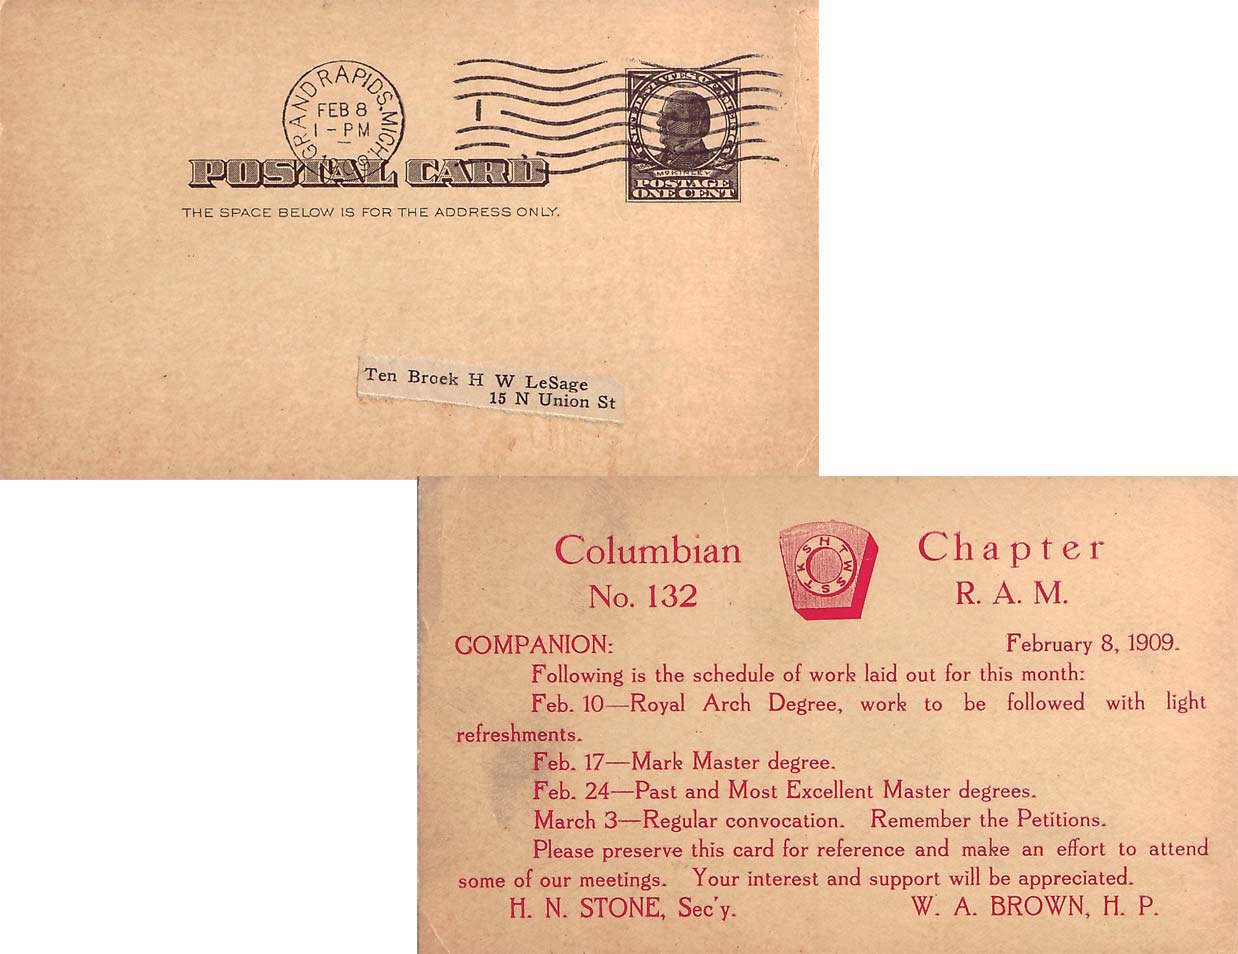 GRAND RAPIDS, MICH.
FEB 8
1 - PM
1
UNITED STATES OF AMERICA
McKINLEY
POSTAGE
ONE CENT
POSTAL CARD
THE SPACE BELOW IS FOR THE ADDRESS ONLY.
Ten Broek H W LeSage
15 N Union St
Columbian Chapter
No. 132 R. A. M.
H T W S S T K S
COMPANION: February 8, 1909.
Following is the schedule of work laid out for this month:
Feb. 10—Royal Arch Degree, work to be followed with light
refreshments.
Feb. 17—Mark Master degree.
Feb. 24—Past and Most Excellent Master degrees.
March 3—Regular convocation. Remember the Petitions.
Please preserve this card for reference and make an effort to attend
some of our meetings. Your interest and support will be appreciated.
H. N. STONE, Sec'y. W. A. BROWN, H. P.